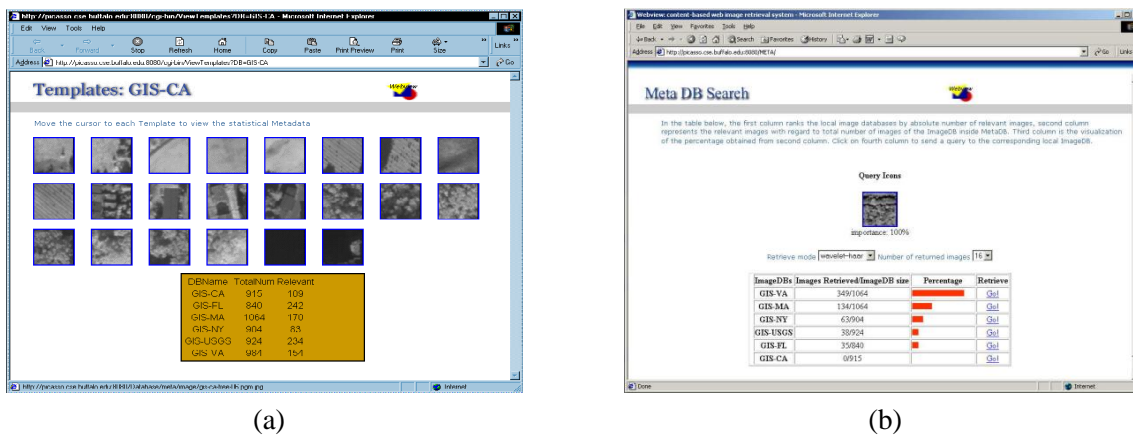 http://picasso.cse.buffalo.edu:8080/cgi-bin/ViewTemplates?DB=GIS-CA - Microsoft Internet Explorer
Edit View Tools Help
Back Forward Stop Refresh Home Copy Paste Print Preview Print Size Links
Address http://picasso.cse.buffalo.edu:8080/cgi-bin/ViewTemplates?DB=GIS-CA Go
Templates: GIS-CA
Webview
Move the cursor to each Template to view the statistical Metadata
DBName TotalNum Relevant
GIS-CA 915 109
GIS-FL 840 242
GIS-MA 1064 170
GIS-NY 904 83
GIS-USGS 924 234
GIS-VA 984 154
Internet
(a)
Webview: content-based web image retrieval system - Microsoft Internet Explorer
File Edit View Favorites Tools Help
Back Search Favorites History
Address http://picasso.cse.buffalo.edu:8080/META/ Go Links
Meta DB Search
Webview
In the table below, the first column ranks the local image databases by absolute number of relevant images, second column
represents the relevant images with regard to total number of images of the ImageDB inside MetaDB. Third column is the visualization
of the percentage obtained from second column. Click on fourth column to send a query to the corresponding local ImageDB.
Query Icons
importance: 100%
Retrieve mode wavelet-haar Number of returned images 16
ImageDBs Images Retrieved/ImageDB size Percentage Retrieve
GIS-VA 349/1064 Go!
GIS-MA 134/1064 Go!
GIS-NY 63/904 Go!
GIS-USGS 38/924 Go!
GIS-FL 35/840 Go!
GIS-CA 0/915 Go!
Done Internet
(b)